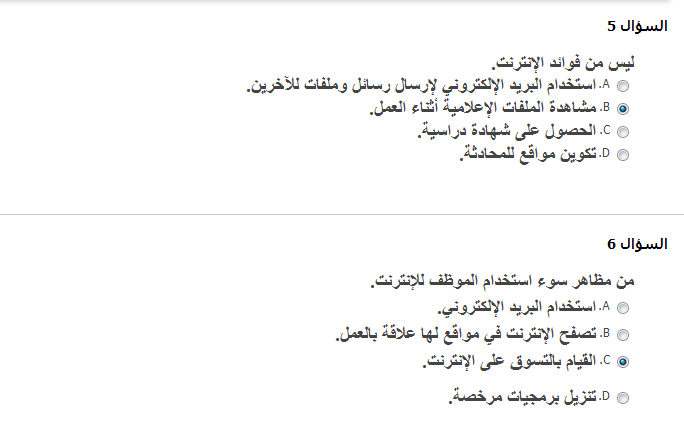 السؤال 5
ليس من فوائد الإنترنت.
A. استخدام البريد الإلكتروني لإرسال رسائل وملفات للآخرين.
B. مشاهدة الملفات الإعلامية أثناء العمل.
C. الحصول على شهادة دراسية.
D. تكوين مواقع للمحادثة.
السؤال 6
من مظاهر سوء استخدام الموظف للإنترنت.
A. استخدام البريد الإلكتروني.
B. تصفح الإنترنت في مواقع لها علاقة بالعمل.
C. القيام بالتسوق على الإنترنت.
D. تنزيل برمجيات مرخصة.